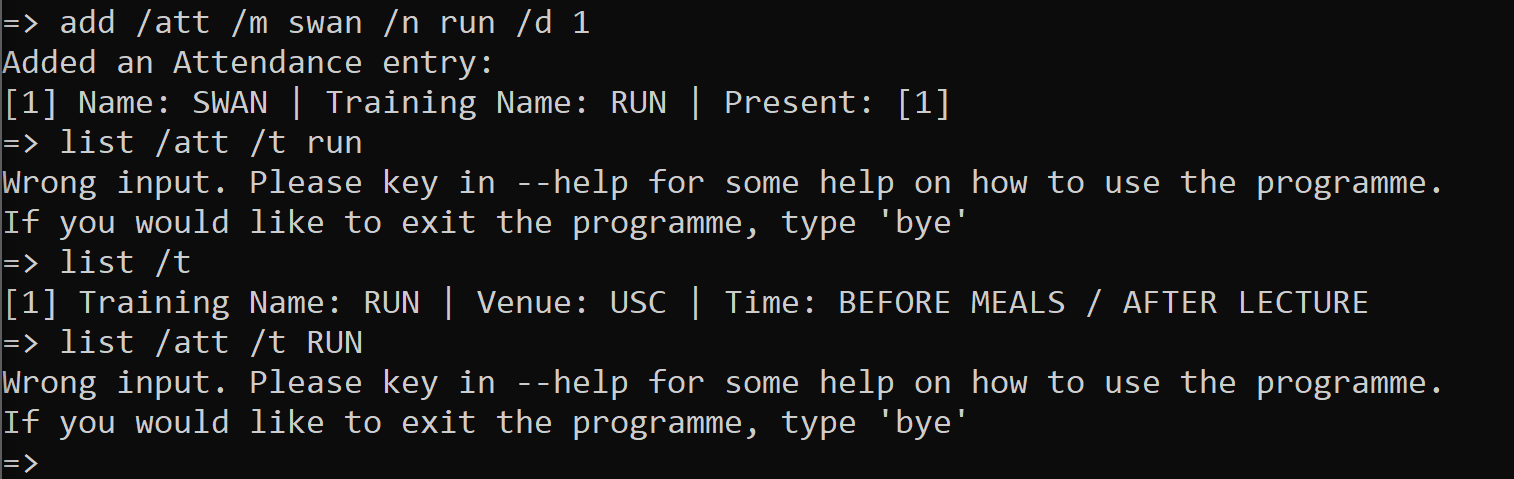 => add /att /m swan /n run /d 1
Added an Attendance entry:
[1] Name: SWAN | Training Name: RUN | Present: [1]
=> list /att /t run
Wrong input. Please key in --help for some help on how to use the programme.
If you would like to exit the programme, type 'bye'
=> list /t
[1] Training Name: RUN | Venue: USC | Time: BEFORE MEALS / AFTER LECTURE
=> list /att /t RUN
Wrong input. Please key in --help for some help on how to use the programme.
If you would like to exit the programme, type 'bye'
=>